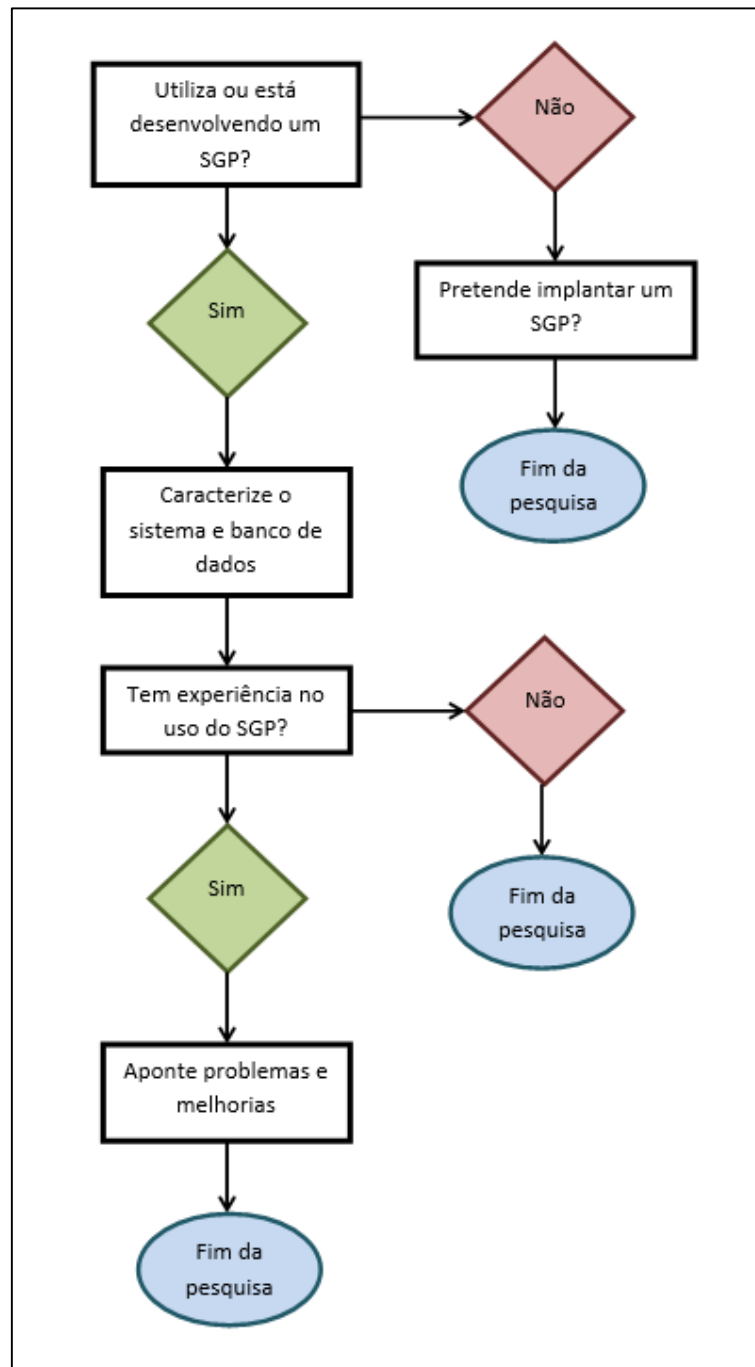 Utiliza ou está
desenvolvendo um
SGP?
Não
Sim
Pretende implantar um
SGP?
Fim da
pesquisa
Caracterize o
sistema e banco de
dados
Tem experiência no
uso do SGP?
Não
Sim
Fim da
pesquisa
Aponte problemas e
melhorias
Fim da
pesquisa